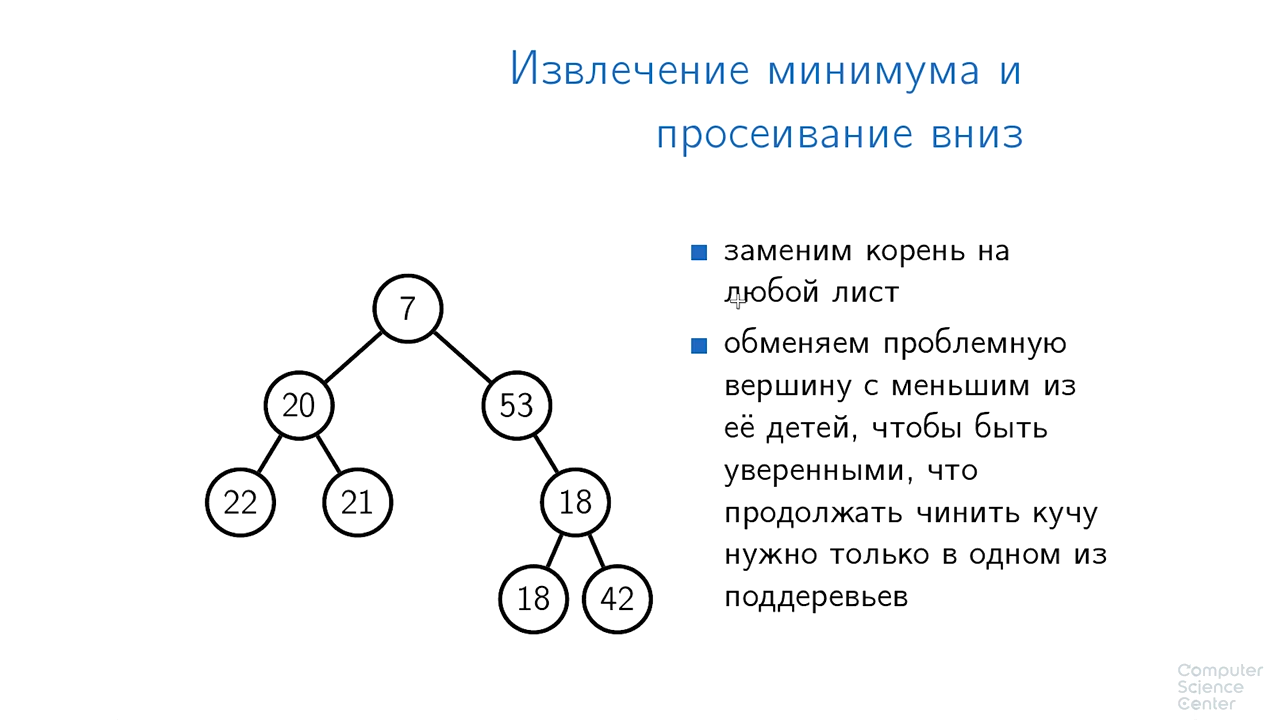 Извлечение минимума и
просеивание вниз
заменим корень на
любой лист
обменяем проблемную
вершину с меньшим из
её детей, чтобы быть
уверенными, что
продолжать чинить кучу
нужно только в одном из
поддеревьев
7
20 53
22 21 18
18 42
Computer
Science
Center